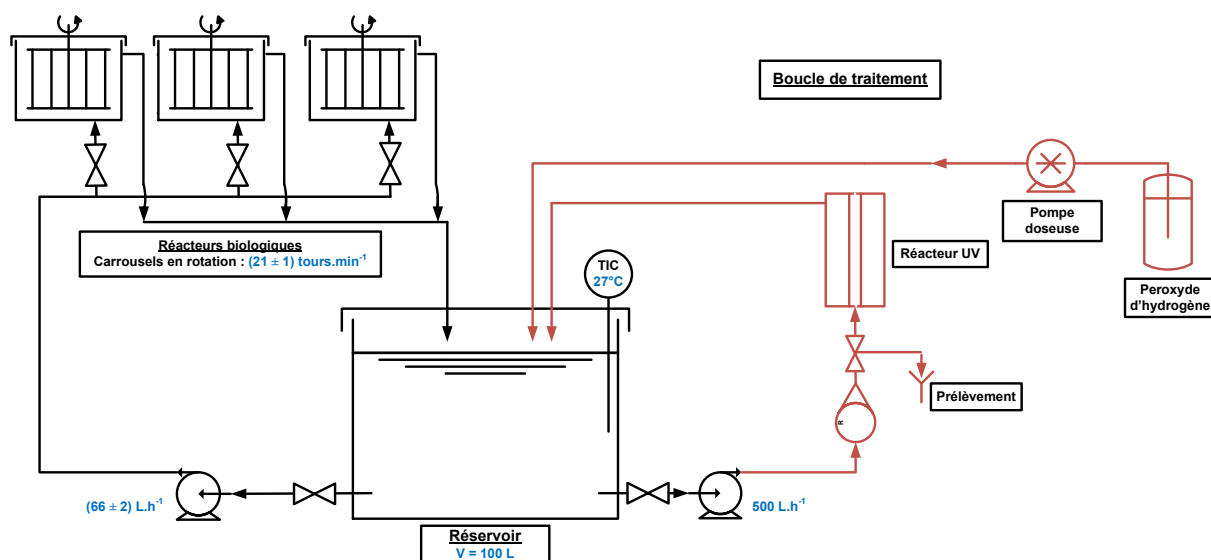 Boucle de traitement
Réacteurs biologiques
Carrousels en rotation : (21 ± 1) tours.min⁻¹
TIC
27°C
Réacteur UV
Pompe
doseuse
Peroxyde
d'hydrogène
Prélèvement
R
(66 ± 2) L.h⁻¹
500 L.h⁻¹
Réservoir
V = 100 L